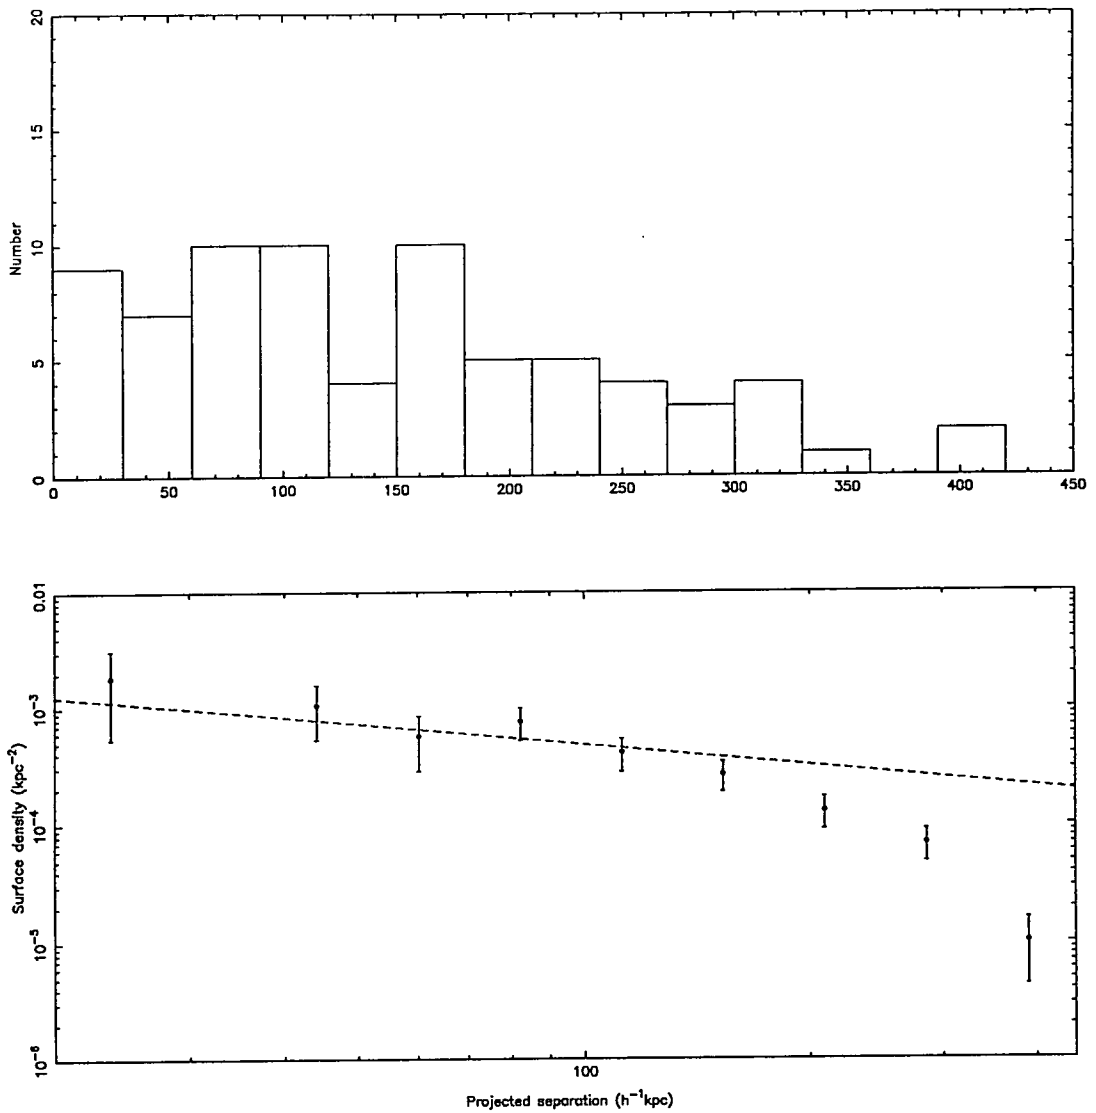 20
15
10
5
0
Number
0 50 100 150 200 250 300 350 400 450
0.01
10⁻³
10⁻⁴
10⁻⁵
10⁻⁶
Surface density (kpc⁻²)
100
Projected separation (h⁻¹kpc)